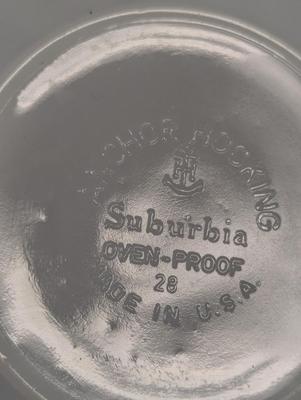 ANCHOR HOCKING
H
Suburbia
OVEN-PROOF
28
MADE IN U.S.A.